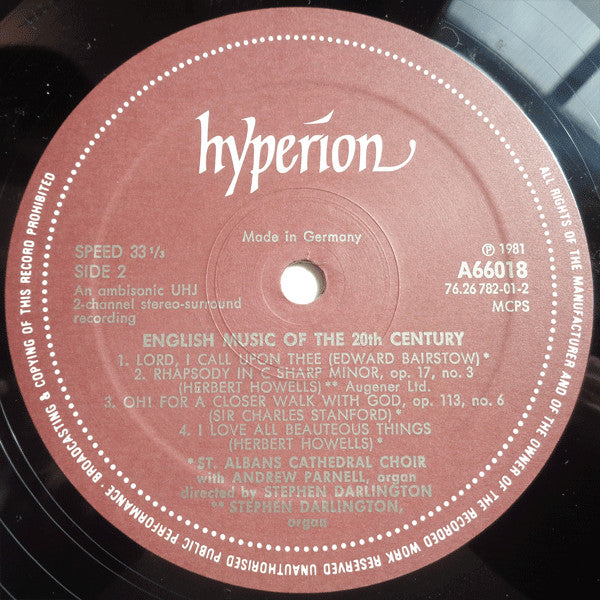 hyperion
Made in Germany
SPEED 33 1/3
SIDE 2
An ambisonic UHJ
2-channel stereo-surround
recording
℗ 1981
A66018
76.26 782-01-2
MCPS
ENGLISH MUSIC OF THE 20th CENTURY
1. LORD, I CALL UPON THEE (EDWARD BAIRSTOW) *
2. RHAPSODY IN C SHARP MINOR, op. 17, no. 3
(HERBERT HOWELLS) ** Augener Ltd.
3. OH! FOR A CLOSER WALK WITH GOD, op. 113, no. 6
(SIR CHARLES STANFORD) *
4. I LOVE ALL BEAUTEOUS THINGS
(HERBERT HOWELLS) *
* ST. ALBANS CATHEDRAL CHOIR
with ANDREW PARNELL, organ
directed by STEPHEN DARLINGTON
** STEPHEN DARLINGTON,
organ
ALL RIGHTS OF THE MANUFACTURER AND OF THE OWNER OF THE RECORDED WORK RESERVED UNAUTHORISED PUBLIC PERFORMANCE BROADCASTING & COPYING OF THIS RECORD PROHIBITED